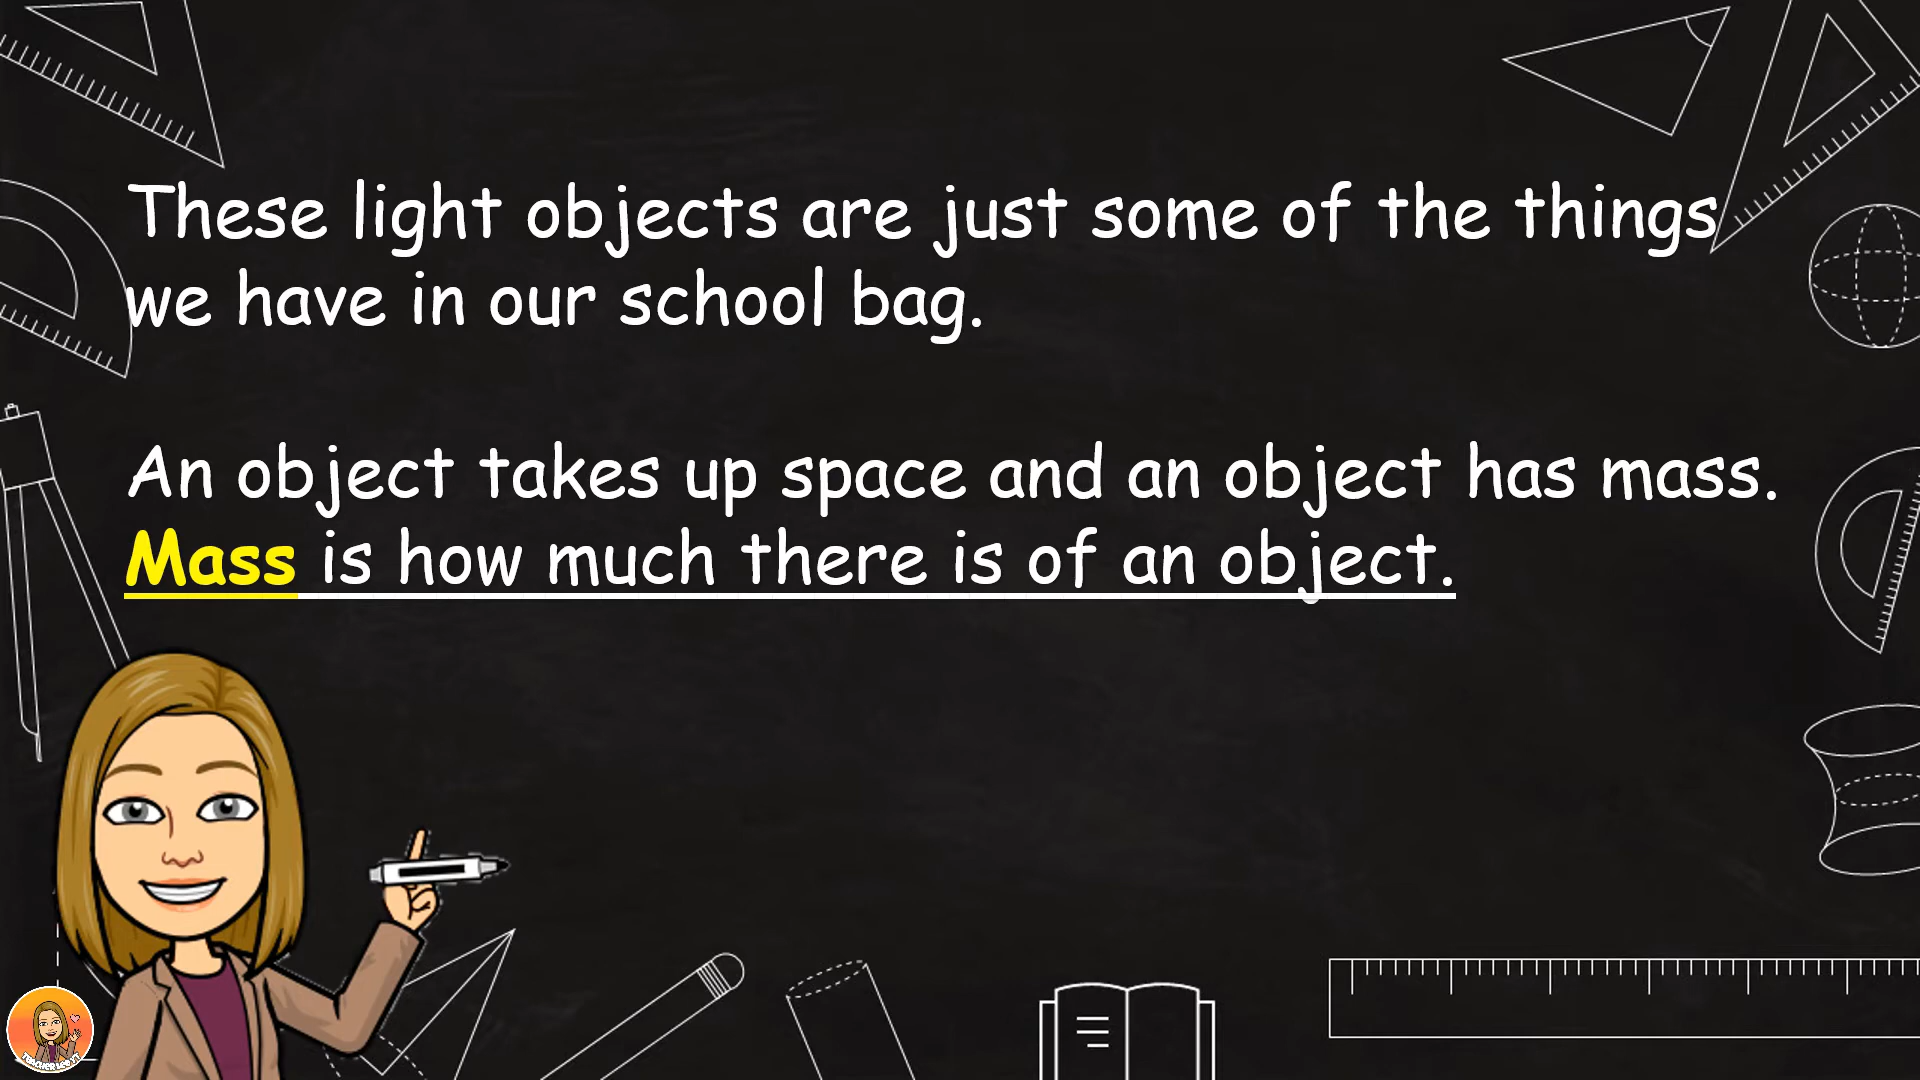 These light objects are just some of the things
we have in our school bag.
An object takes up space and an object has mass.
Mass is how much there is of an object.